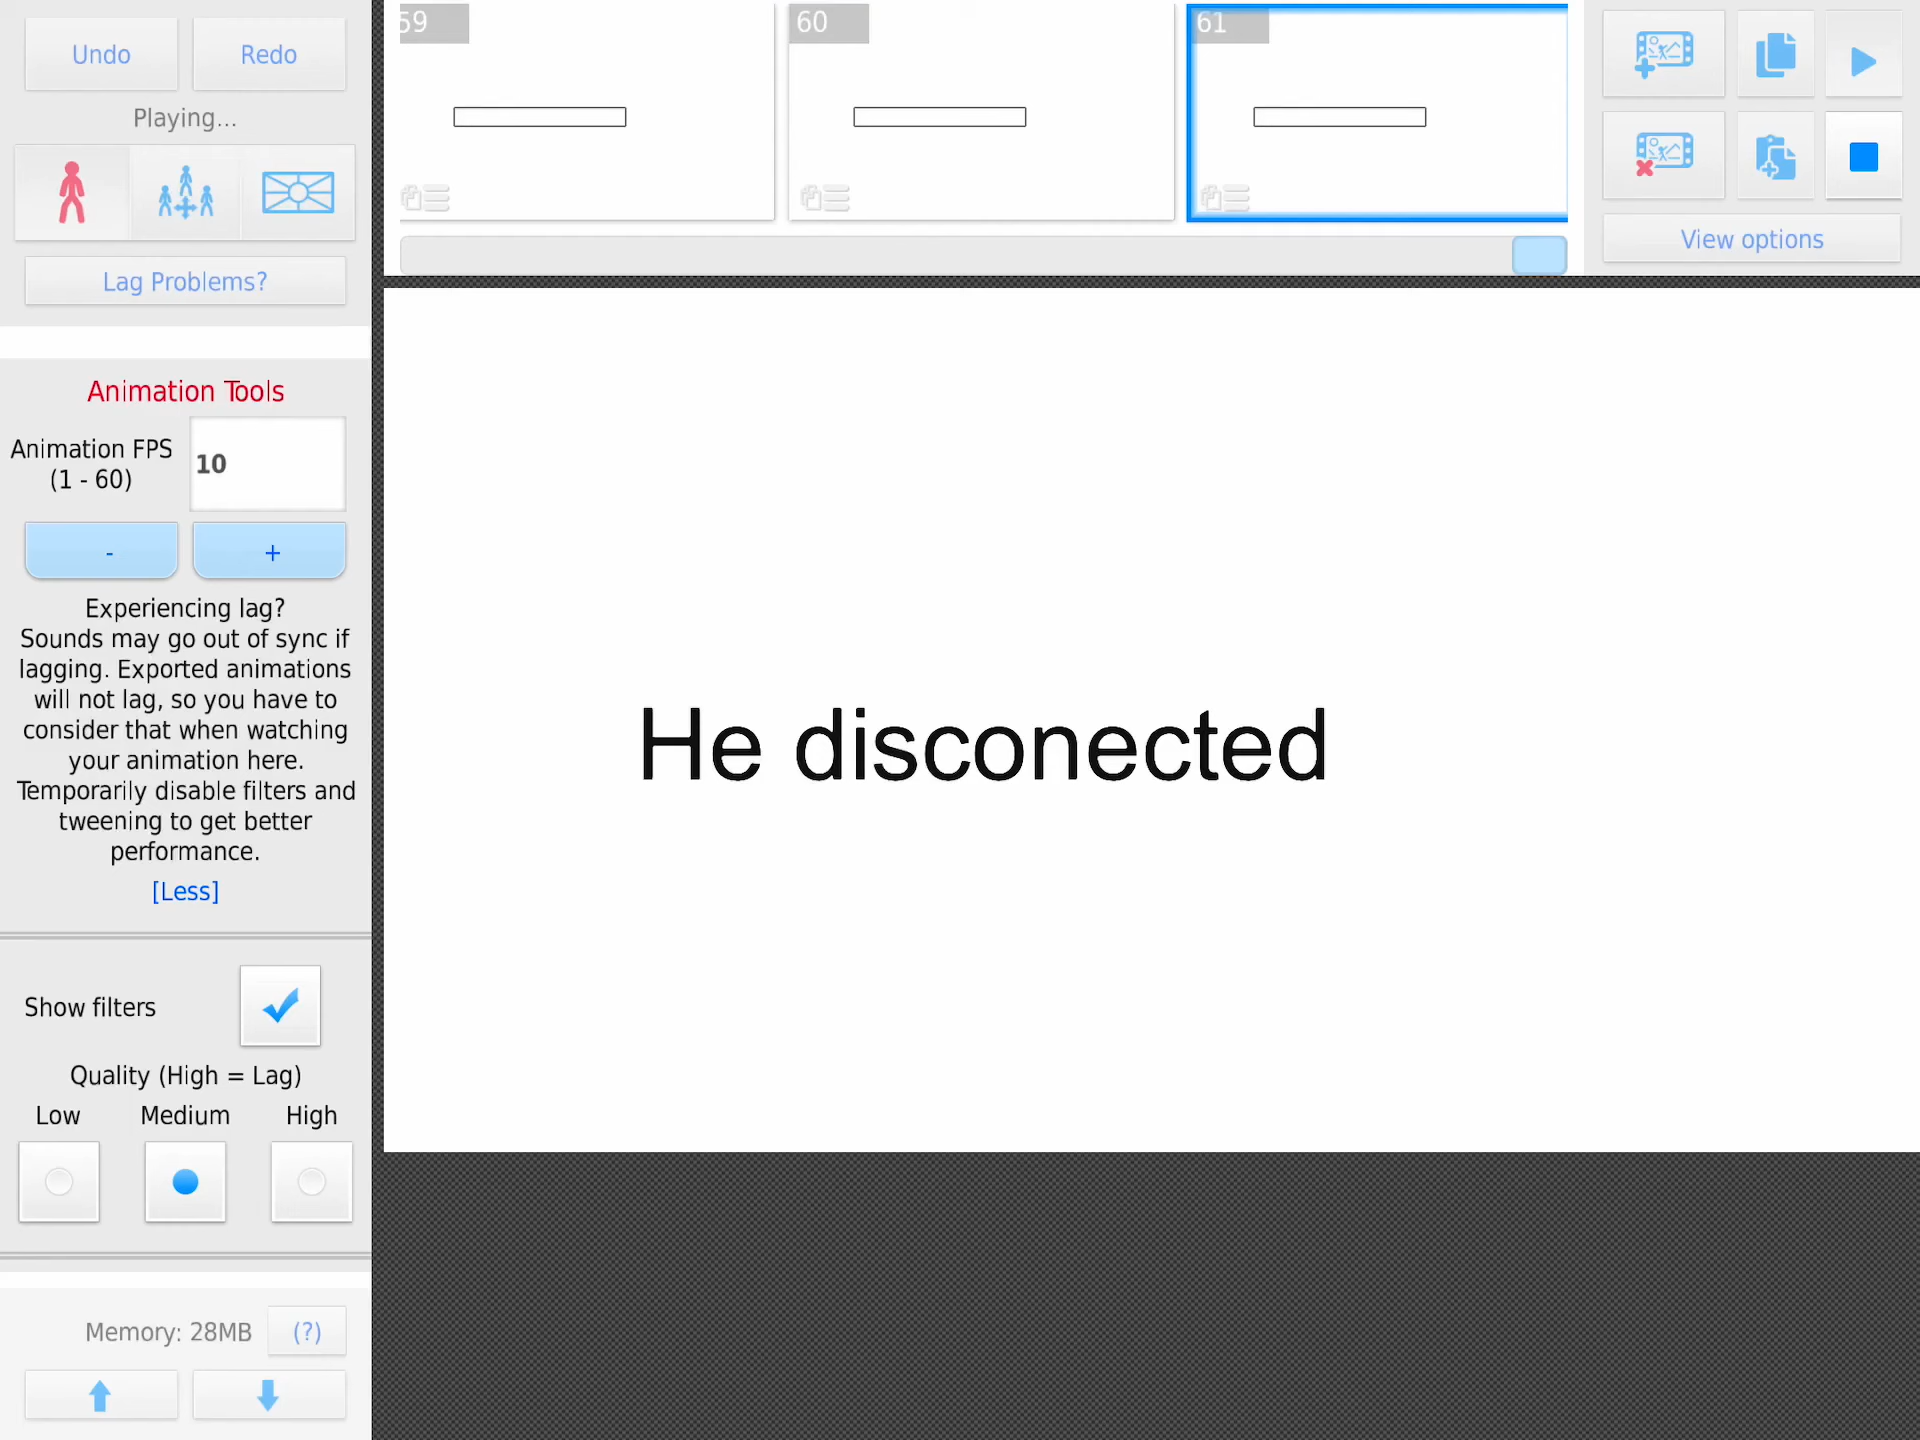 Undo
Redo
Playing...
Lag Problems?
59
60
61
View options
Animation Tools
Animation FPS
(1 - 60)
10
-
+
Experiencing lag?
Sounds may go out of sync if
lagging. Exported animations
will not lag, so you have to
consider that when watching
your animation here.
Temporarily disable filters and
tweening to get better
performance.
[Less]
Show filters
Quality (High = Lag)
Low
Medium
High
Memory: 28MB
(?)
He disconected